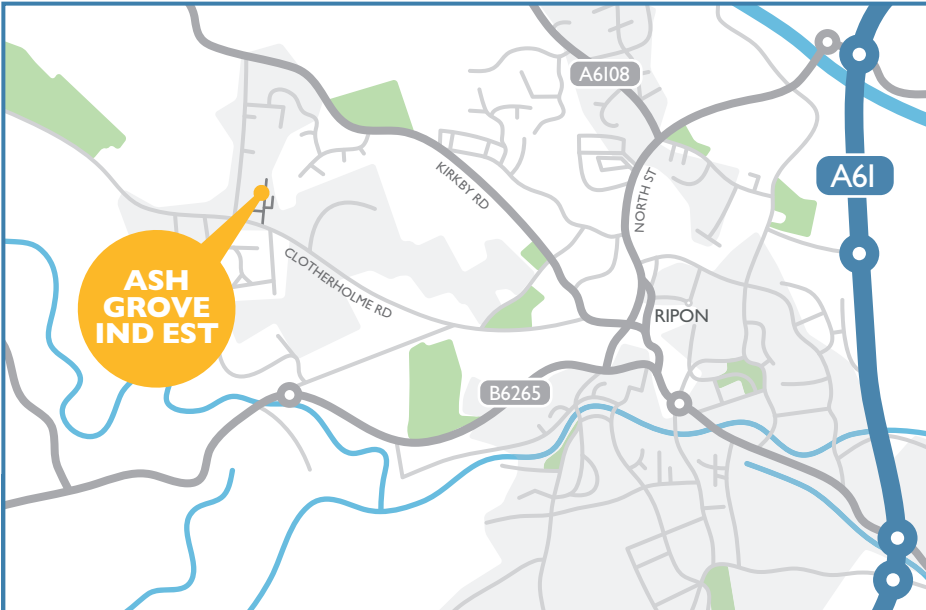 A6108
A61
KIRKBY RD
NORTH ST
ASH
GROVE
IND EST
CLOTHERHOLME RD
RIPON
B6265